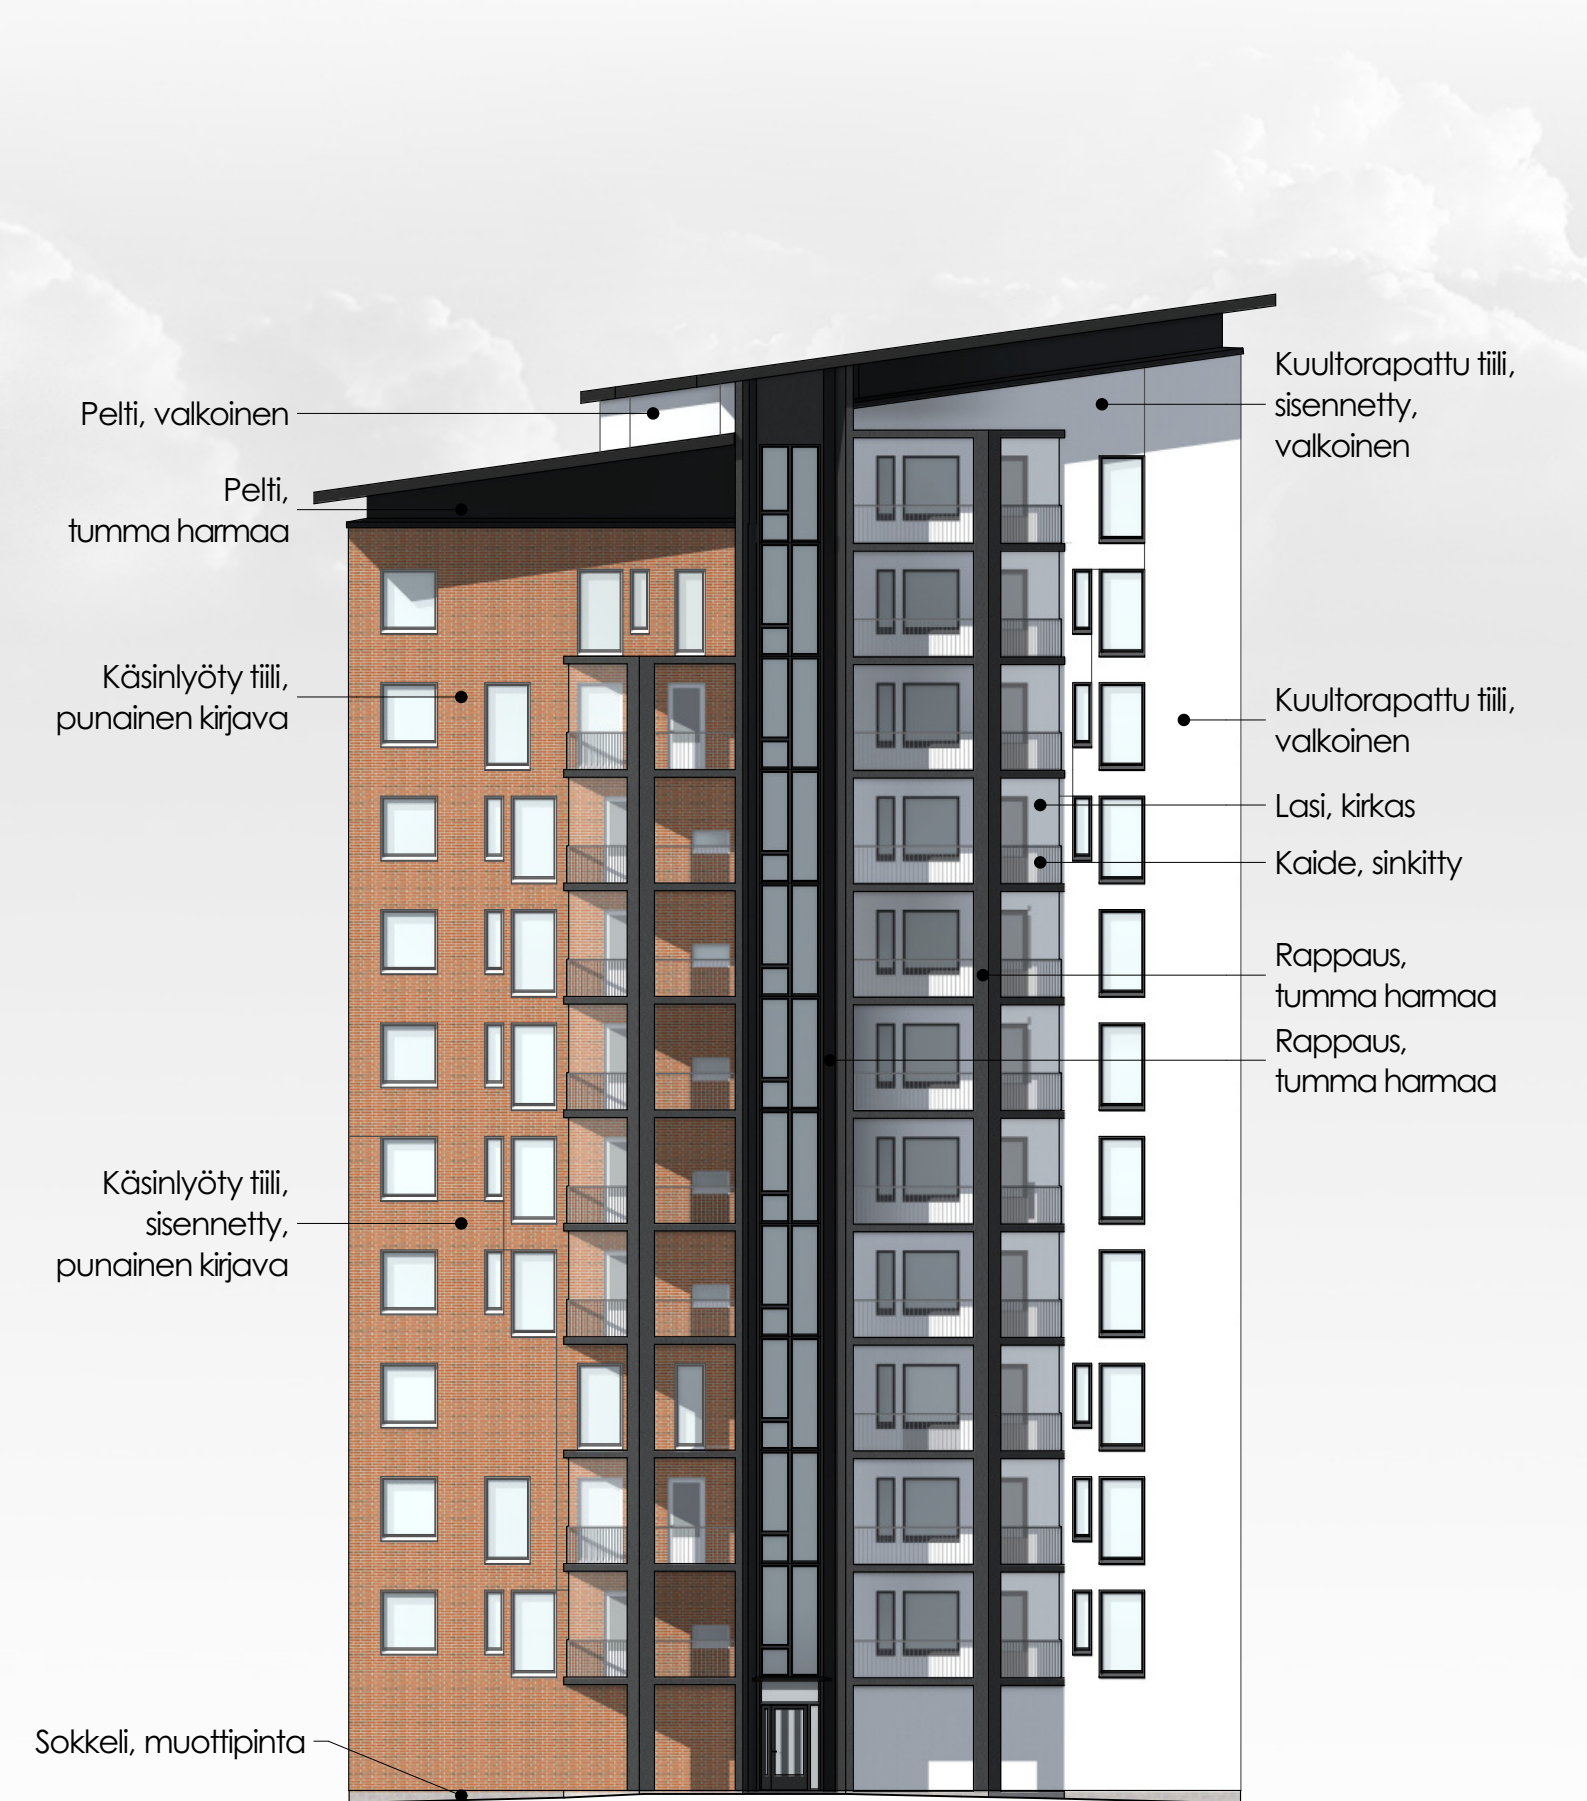 Pelti, valkoinen
Pelti,
tumma harmaa
Käsinlyöty tiili,
punainen kirjava
Käsinlyöty tiili,
sisennetty,
punainen kirjava
Sokkeli, muottipinta
Kuultorapattu tiili,
sisennetty,
valkoinen
Kuultorapattu tiili,
valkoinen
Lasi, kirkas
Kaide, sinkitty
Rappaus,
tumma harmaa
Rappaus,
tumma harmaa